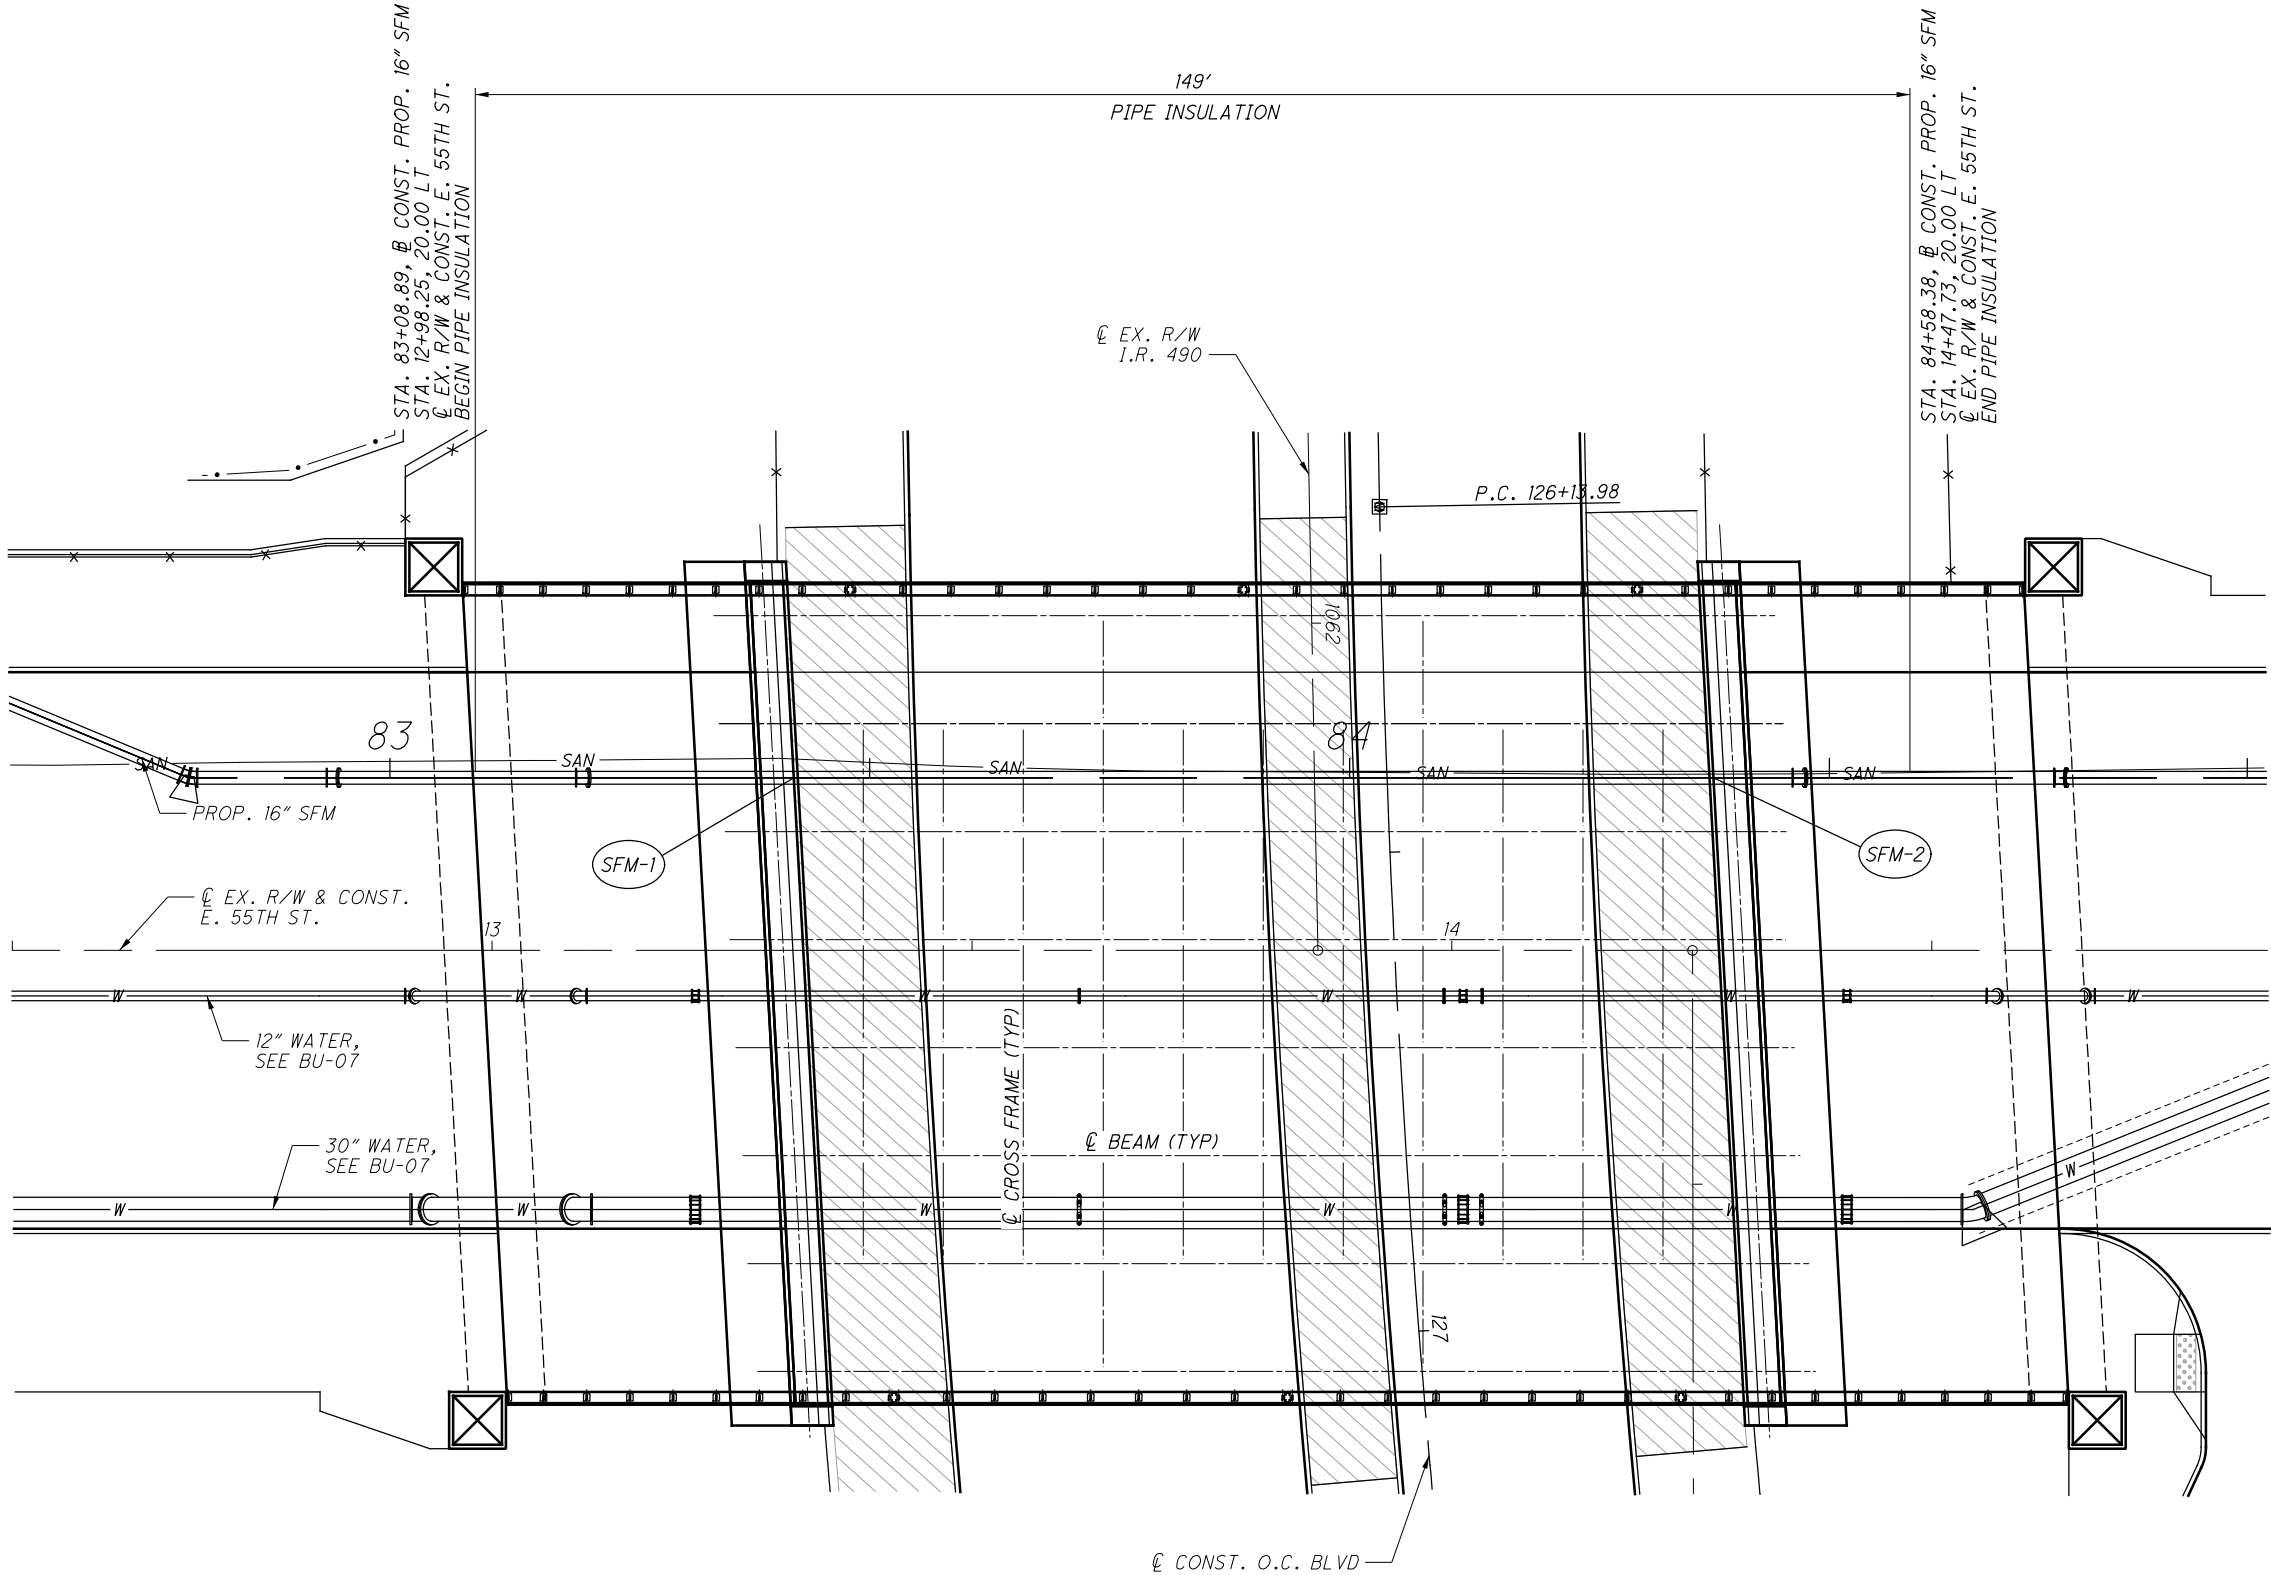 STA. 83+08.89, ⅊ CONST. PROP. 16" SFM
STA. 12+98.25, 20.00 LT
℄ EX. R/W & CONST. E. 55TH ST.
BEGIN PIPE INSULATION
149'
PIPE INSULATION
STA. 84+58.38, ⅊ CONST. PROP. 16" SFM
STA. 14+47.73, 20.00 LT
℄ EX. R/W & CONST. E. 55TH ST.
END PIPE INSULATION
℄ EX. R/W
I.R. 490
P.C. 126+13.98
1062
83
84
SAN
SAN
SAN
SAN
SAN
PROP. 16" SFM
SFM-1
SFM-2
℄ EX. R/W & CONST.
E. 55TH ST.
13
14
W
W
W
W
W
W
12" WATER,
SEE BU-07
℄ CROSS FRAME (TYP)
℄ BEAM (TYP)
30" WATER,
SEE BU-07
W
W
W
W
W
W
127
℄ CONST. O.C. BLVD